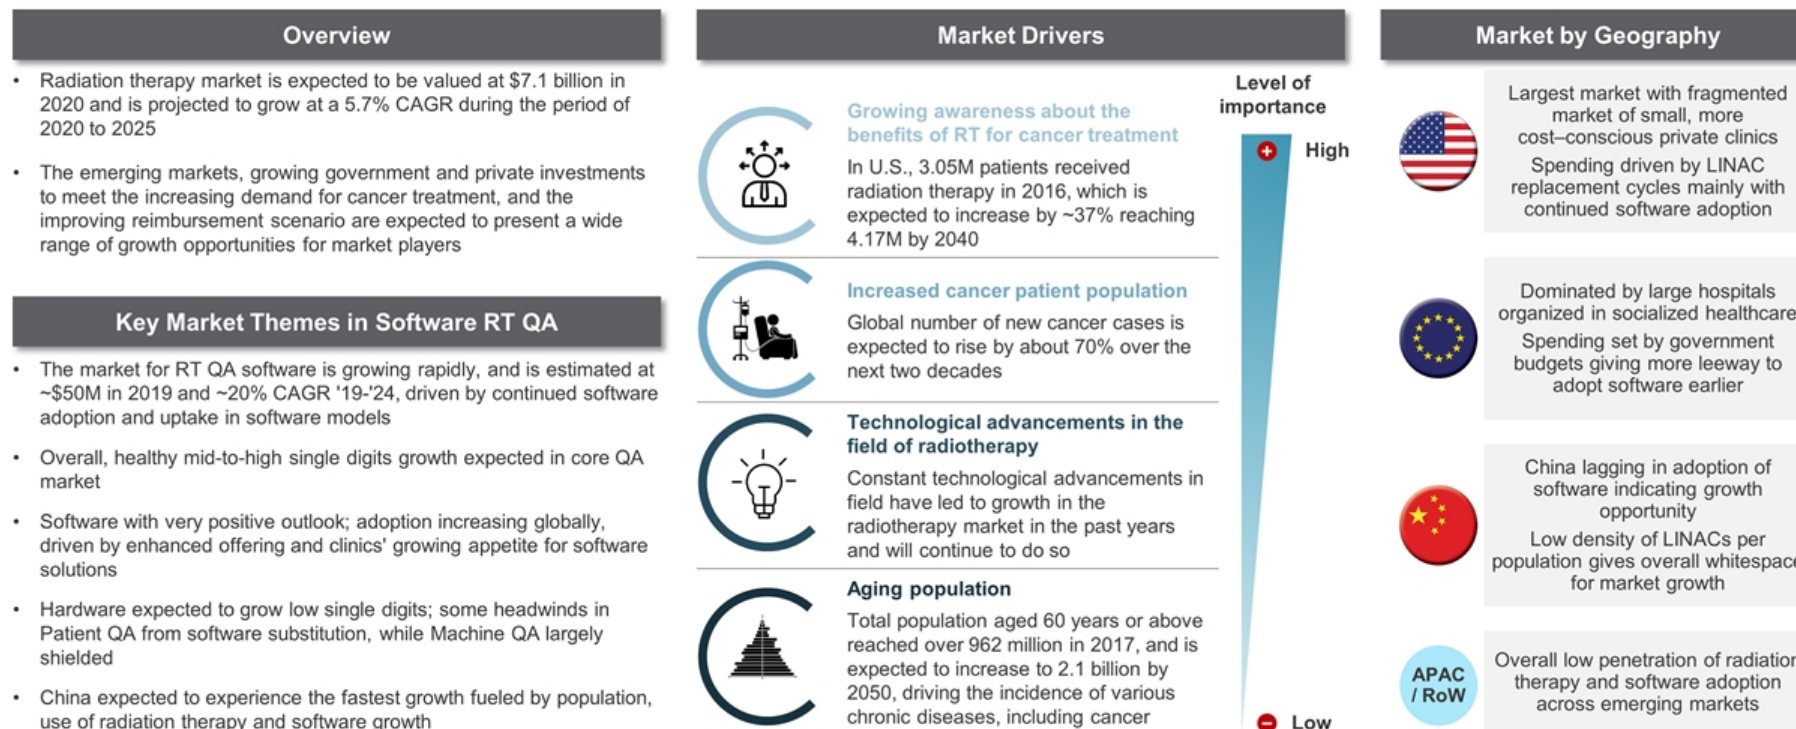 Overview
• Radiation therapy market is expected to be valued at $7.1 billion in
2020 and is projected to grow at a 5.7% CAGR during the period of
2020 to 2025
• The emerging markets, growing government and private investments
to meet the increasing demand for cancer treatment, and the
improving reimbursement scenario are expected to present a wide
range of growth opportunities for market players
Key Market Themes in Software RT QA
• The market for RT QA software is growing rapidly, and is estimated at
~$50M in 2019 and ~20% CAGR '19-'24, driven by continued software
adoption and uptake in software models
• Overall, healthy mid-to-high single digits growth expected in core QA
market
• Software with very positive outlook; adoption increasing globally,
driven by enhanced offering and clinics' growing appetite for software
solutions
• Hardware expected to grow low single digits; some headwinds in
Patient QA from software substitution, while Machine QA largely
shielded
• China expected to experience the fastest growth fueled by population,
use of radiation therapy and software growth
Market Drivers
Level of
importance
High
Low
Growing awareness about the
benefits of RT for cancer treatment
In U.S., 3.05M patients received
radiation therapy in 2016, which is
expected to increase by ~37% reaching
4.17M by 2040
Increased cancer patient population
Global number of new cancer cases is
expected to rise by about 70% over the
next two decades
Technological advancements in the
field of radiotherapy
Constant technological advancements in
field have led to growth in the
radiotherapy market in the past years
and will continue to do so
Aging population
Total population aged 60 years or above
reached over 962 million in 2017, and is
expected to increase to 2.1 billion by
2050, driving the incidence of various
chronic diseases, including cancer
Market by Geography
Largest market with fragmented
market of small, more
cost–conscious private clinics
Spending driven by LINAC
replacement cycles mainly with
continued software adoption
Dominated by large hospitals
organized in socialized healthcare
Spending set by government
budgets giving more leeway to
adopt software earlier
China lagging in adoption of
software indicating growth
opportunity
Low density of LINACs per
population gives overall whitespace
for market growth
APAC
/ RoW
Overall low penetration of radiation
therapy and software adoption
across emerging markets